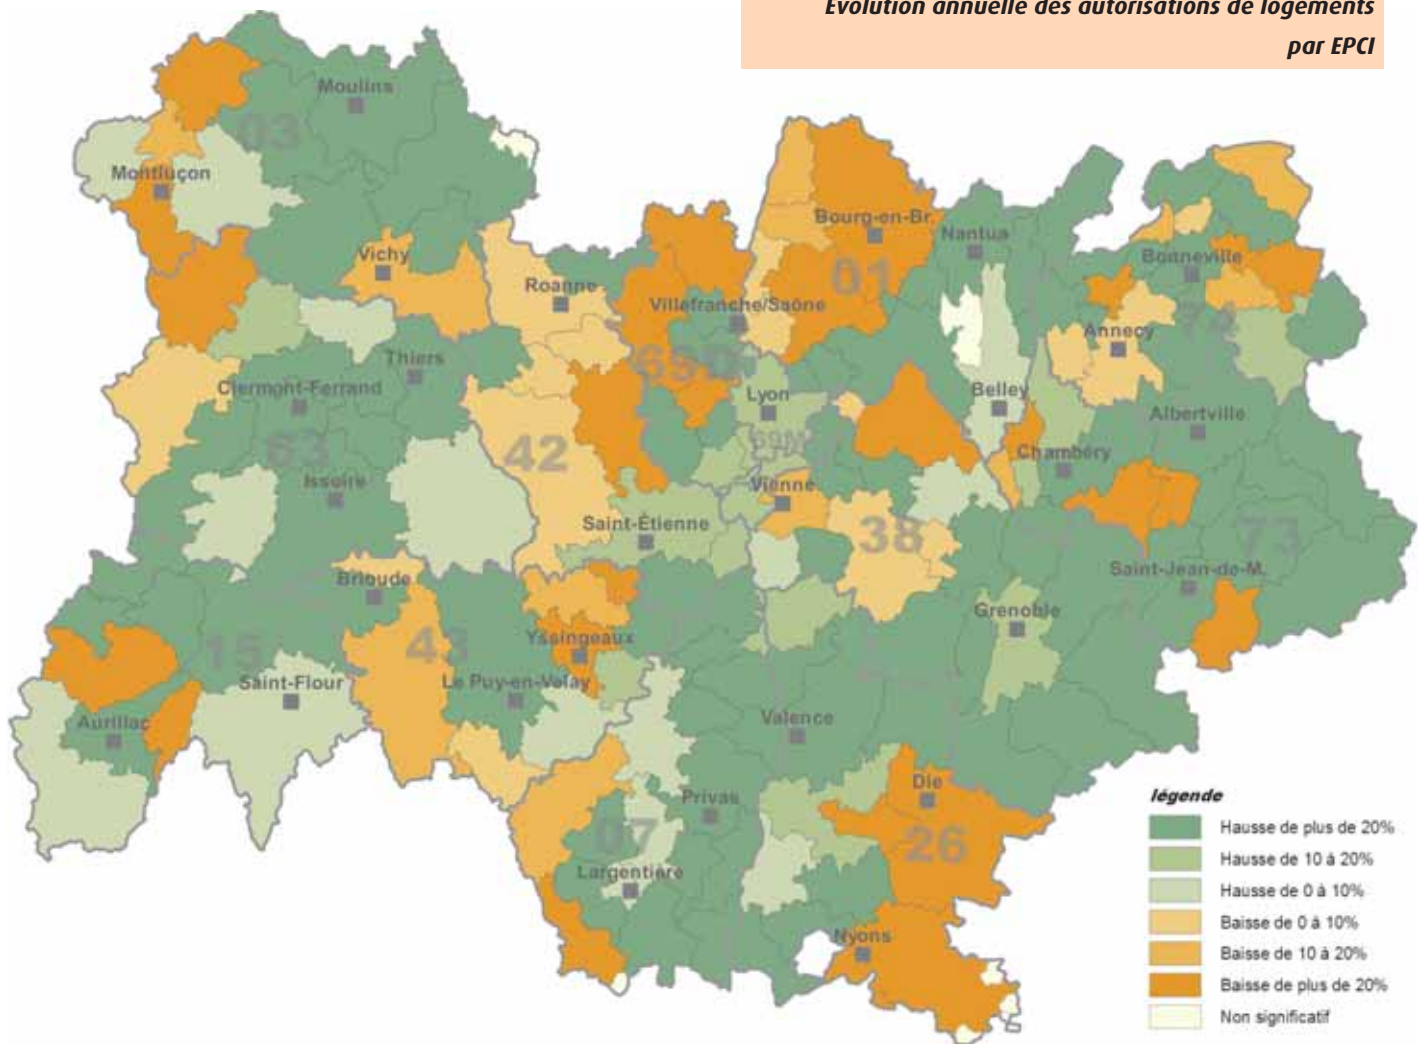 Evolution annuelle des autorisations de logements
par EPCI
Moulins
03
Montluçon
Vichy
Roanne
Bourg-en-Br.
01
Nantua
Bonneville
74
Villefranche/Saône
69D
Annecy
Thiers
Clermont-Ferrand
63
Lyon
69M
Belley
Albertville
Chambéry
42
Issoire
Vienne
Saint-Étienne
38
73
Saint-Jean-de-M.
Brioude
Grenoble
15
43
Yssingeaux
Saint-Flour
Le Puy-en-Velay
Aurillac
Valence
Privas
Die
07
26
Largentière
Nyons
légende
Hausse de plus de 20%
Hausse de 10 à 20%
Hausse de 0 à 10%
Baisse de 0 à 10%
Baisse de 10 à 20%
Baisse de plus de 20%
Non significatif